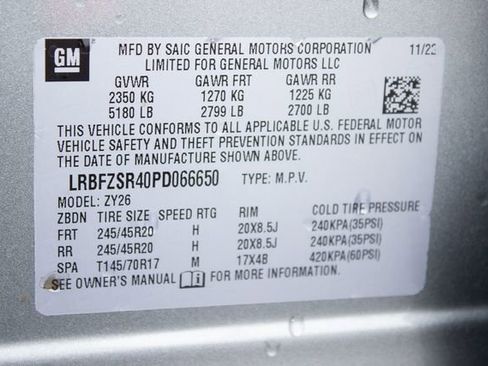 GM
MFD BY SAIC GENERAL MOTORS CORPORATION 11/22
LIMITED FOR GENERAL MOTORS LLC
GVWR GAWR FRT GAWR RR
2350 KG 1270 KG 1225 KG
5180 LB 2799 LB 2700 LB
THIS VEHICLE CONFORMS TO ALL APPLICABLE U.S. FEDERAL MOTOR
VEHICLE SAFETY AND THEFT PREVENTION STANDARDS IN EFFECT ON
THE DATE OF MANUFACTURE SHOWN ABOVE.
LRBFZSR40PD066650 TYPE: M.P.V.
MODEL: ZY26
ZBDN TIRE SIZE SPEED RTG RIM COLD TIRE PRESSURE
FRT 245/45R20 H 20X8.5J 240KPA(35PSI)
RR 245/45R20 H 20X8.5J 240KPA(35PSI)
SPA T145/70R17 M 17X4B 420KPA(60PSI)
SEE OWNER'S MANUAL FOR MORE INFORMATION.